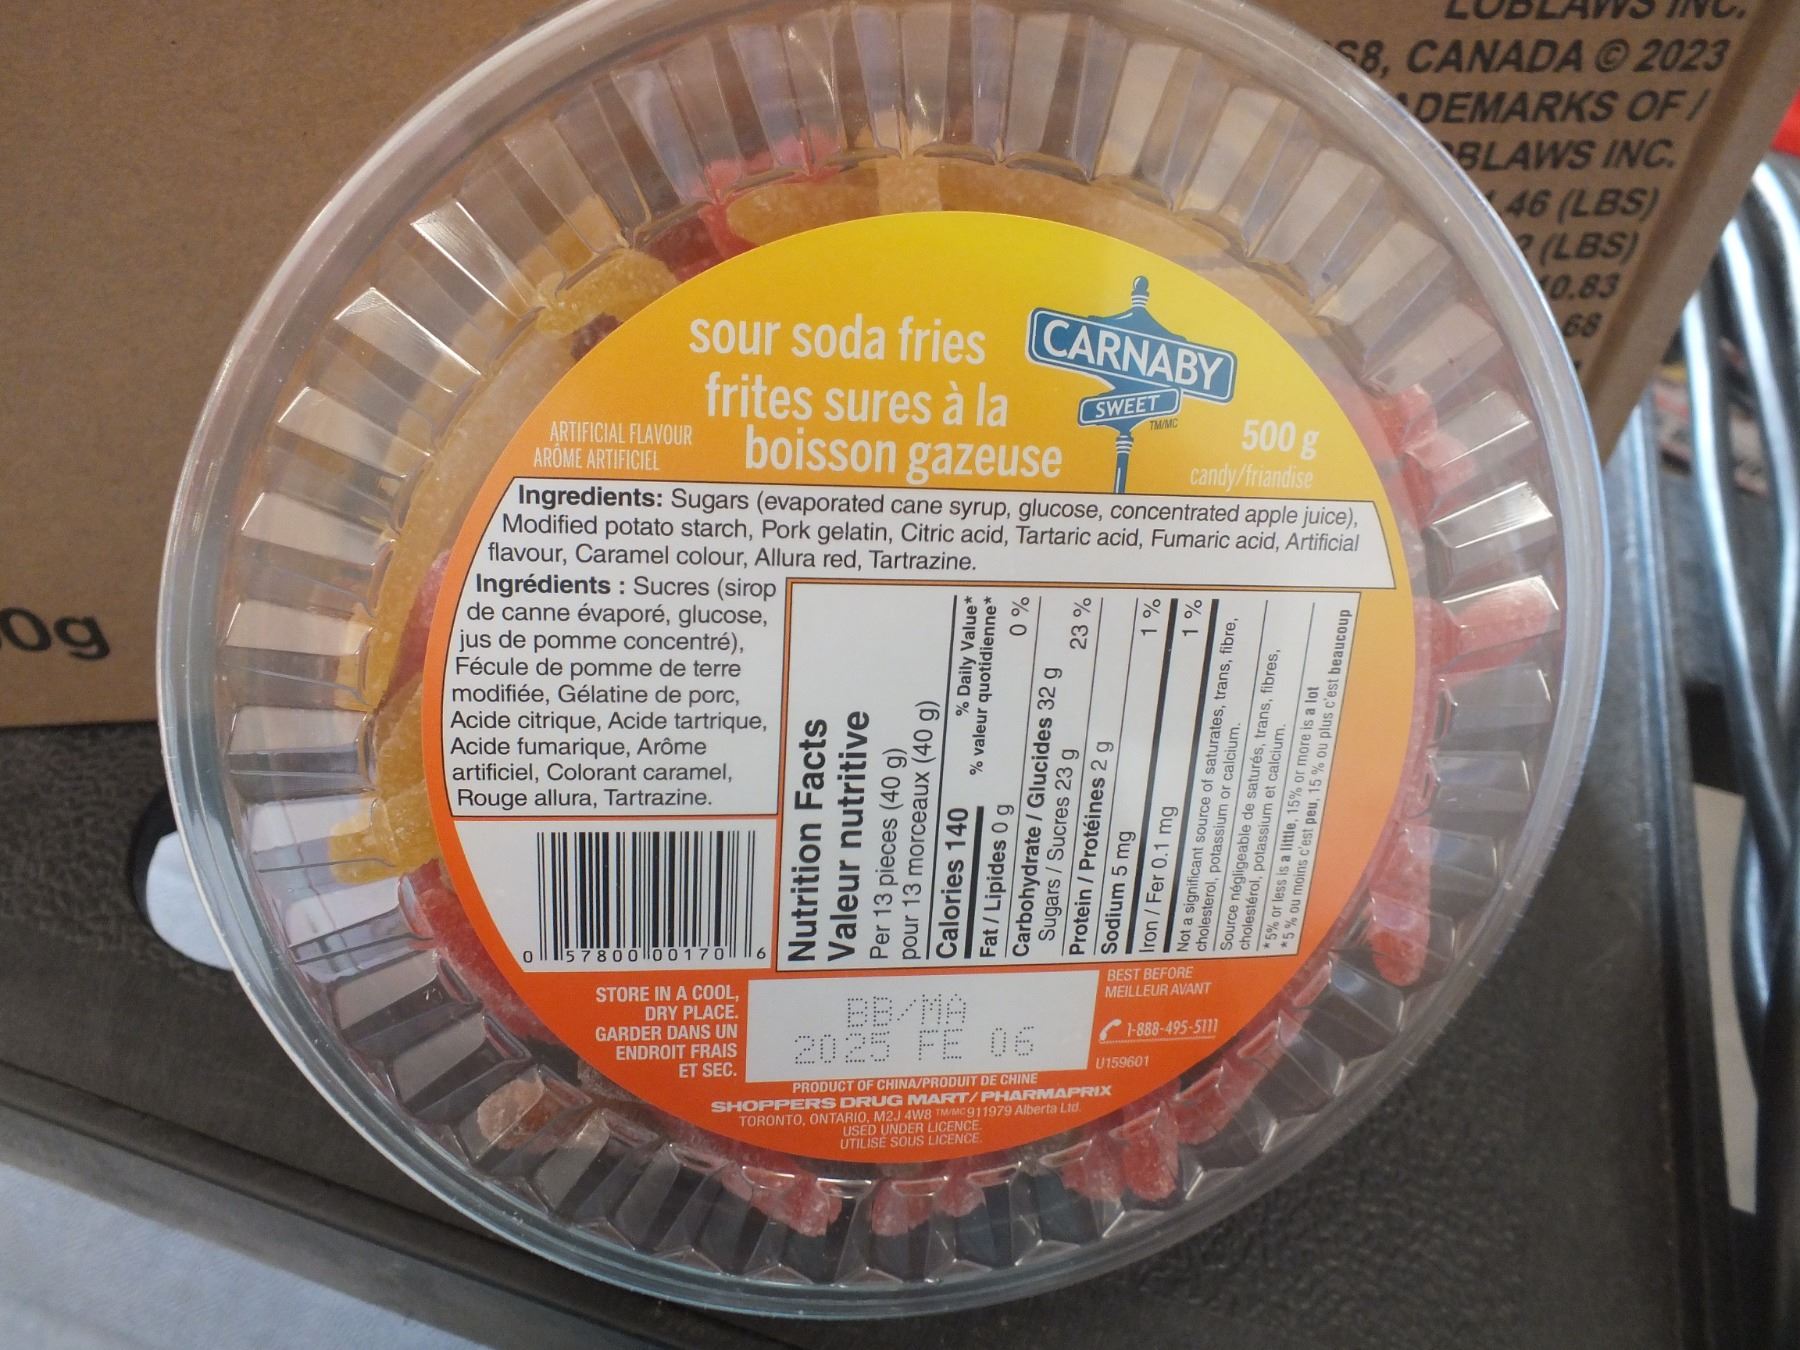 LOBLAWS INC.
S8, CANADA © 2023
ADEMARKS OF /
OBLAWS INC.
.46 (LBS)
(LBS)
10.83
68
0g
sour soda fries
frites sures à la
boisson gazeuse
CARNABY
SWEET
TM/MC
ARTIFICIAL FLAVOUR
ARÔME ARTIFICIEL
500 g
candy/friandise
Ingredients: Sugars (evaporated cane syrup, glucose, concentrated apple juice),
Modified potato starch, Pork gelatin, Citric acid, Tartaric acid, Fumaric acid, Artificial
flavour, Caramel colour, Allura red, Tartrazine.
Ingrédients : Sucres (sirop
de canne évaporé, glucose,
jus de pomme concentré),
Fécule de pomme de terre
modifiée, Gélatine de porc,
Acide citrique, Acide tartrique,
Acide fumarique, Arôme
artificiel, Colorant caramel,
Rouge allura, Tartrazine.
Nutrition Facts
Valeur nutritive
Per 13 pieces (40 g)
pour 13 morceaux (40 g)
Calories 140
% Daily Value*
% valeur quotidienne*
Fat / Lipides 0 g 0 %
Carbohydrate / Glucides 32 g
Sugars / Sucres 23 g 23 %
Protein / Protéines 2 g
Sodium 5 mg 1 %
Iron / Fer 0.1 mg 1 %
Not a significant source of saturates, trans, fibre,
cholesterol, potassium or calcium.
Source négligeable de saturés, trans, fibres,
cholestérol, potassium et calcium.
*5% or less is a little, 15% or more is a lot
*5 % ou moins c'est peu, 15 % ou plus c'est beaucoup
0 57800 00170 6
STORE IN A COOL,
DRY PLACE.
GARDER DANS UN
ENDROIT FRAIS
ET SEC.
BB/MA
2025 FE 06
BEST BEFORE
MEILLEUR AVANT
1-888-495-5111
U159601
PRODUCT OF CHINA/PRODUIT DE CHINE
SHOPPERS DRUG MART/PHARMAPRIX
TORONTO, ONTARIO, M2J 4W8 TM/MC 911979 Alberta Ltd.
USED UNDER LICENCE.
UTILISÉ SOUS LICENCE.